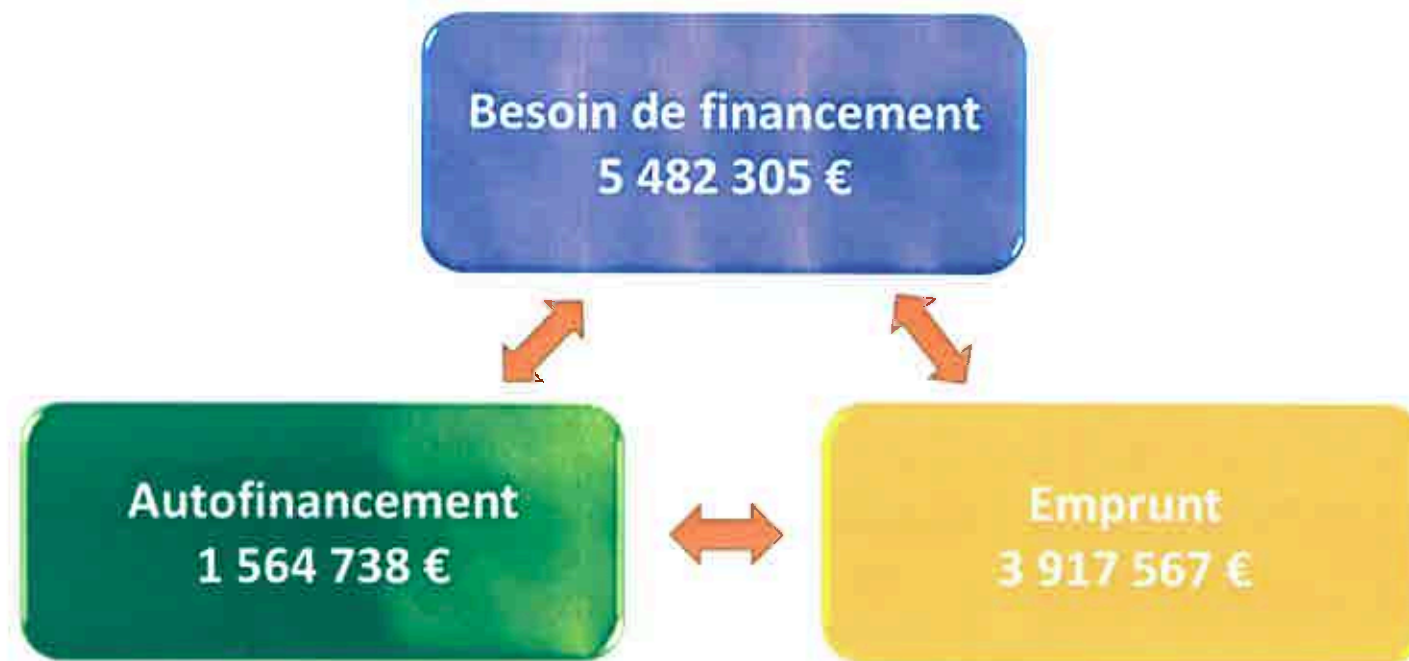 Besoin de financement
5 482 305 €
Autofinancement
1 564 738 €
Emprunt
3 917 567 €